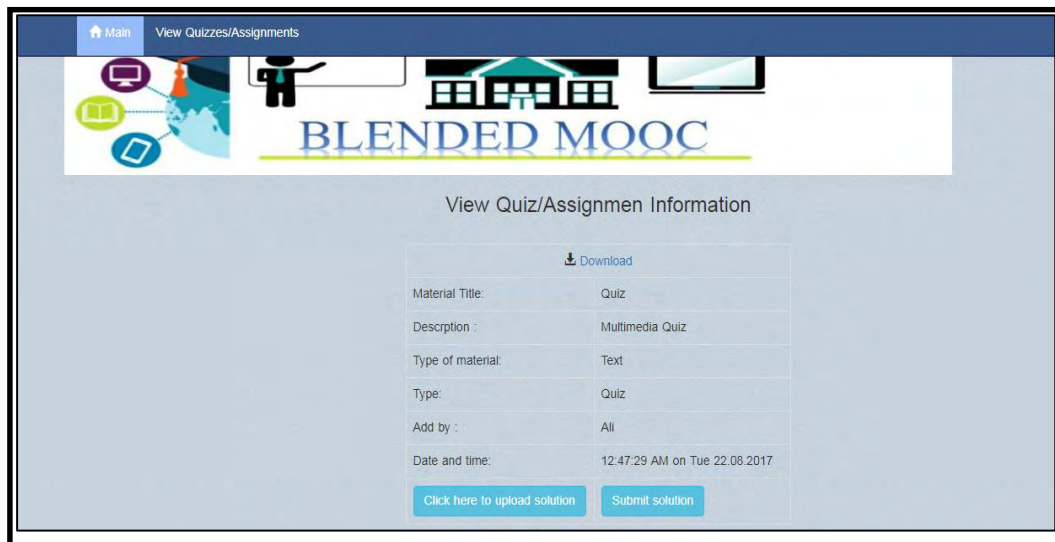 Main View Quizzes/Assignments
BLENDED MOOC
View Quiz/Assignmen Information
Download
Material Title: Quiz
Descrption : Multimedia Quiz
Type of material: Text
Type: Quiz
Add by : Ali
Date and time: 12:47:29 AM on Tue 22.08.2017
Click here to upload solution Submit solution